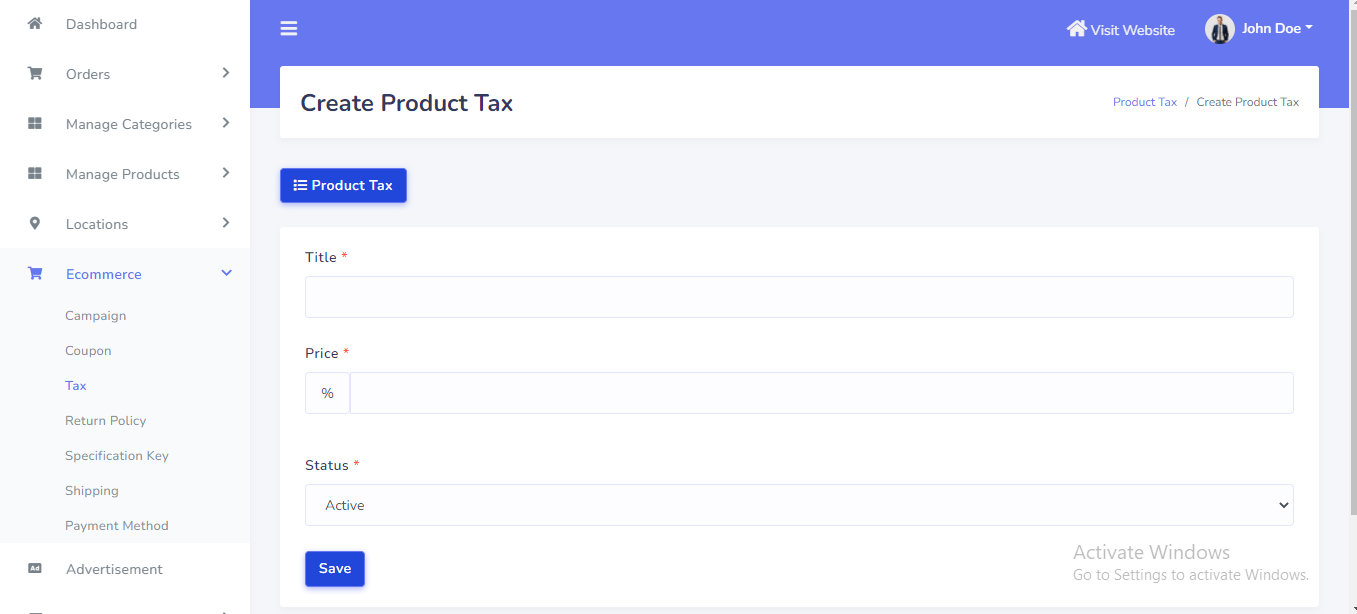 Dashboard
Orders
Manage Categories
Manage Products
Locations
Ecommerce
Campaign
Coupon
Tax
Return Policy
Specification Key
Shipping
Payment Method
Ad Advertisement
Visit Website
John Doe
Create Product Tax
Product Tax / Create Product Tax
Product Tax
Title *
Price *
%
Status *
Active
Save
Activate Windows
Go to Settings to activate Windows.